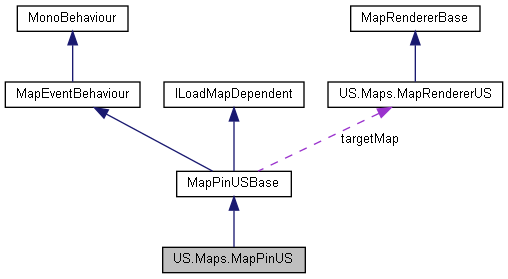 MonoBehaviour
MapRendererBase
MapEventBehaviour
ILoadMapDependent
US.Maps.MapRendererUS
targetMap
MapPinUSBase
US.Maps.MapPinUS